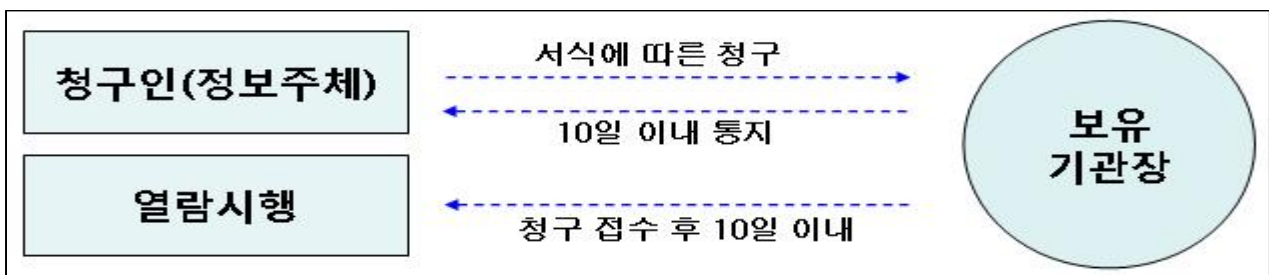 청구인(정보주체)
서식에 따른 청구
10일 이내 통지
보유
기관장
열람시행
청구 접수 후 10일 이내